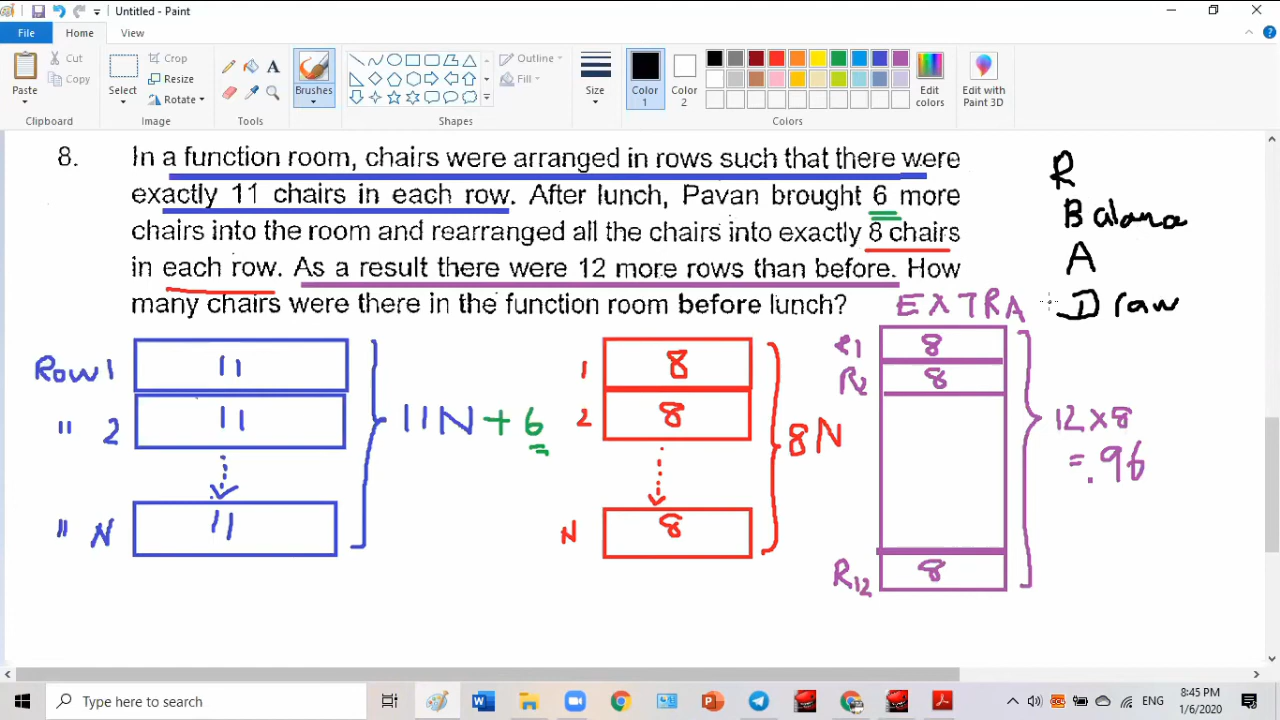 Untitled - Paint
File
Home
View
Paste
Cut
Copy
Clipboard
Select
Crop
Resize
Rotate
Image
Tools
Brushes
Outline
Fill
Shapes
Size
Color 1
Color 2
Edit colors
Edit with Paint 3D
Colors
8. In a function room, chairs were arranged in rows such that there were
exactly 11 chairs in each row. After lunch, Pavan brought 6 more
chairs into the room and rearranged all the chairs into exactly 8 chairs
in each row. As a result there were 12 more rows than before. How
many chairs were there in the function room before lunch?
R
Balance
A
Draw
EXTRA
Row 1 11
" 2 11
" N 11
11N + 6
1 8
2 8
N 8
8N
R1 8
R2 8
R12 8
12 x 8
= 96
Type here to search
ENG
8:45 PM
1/6/2020